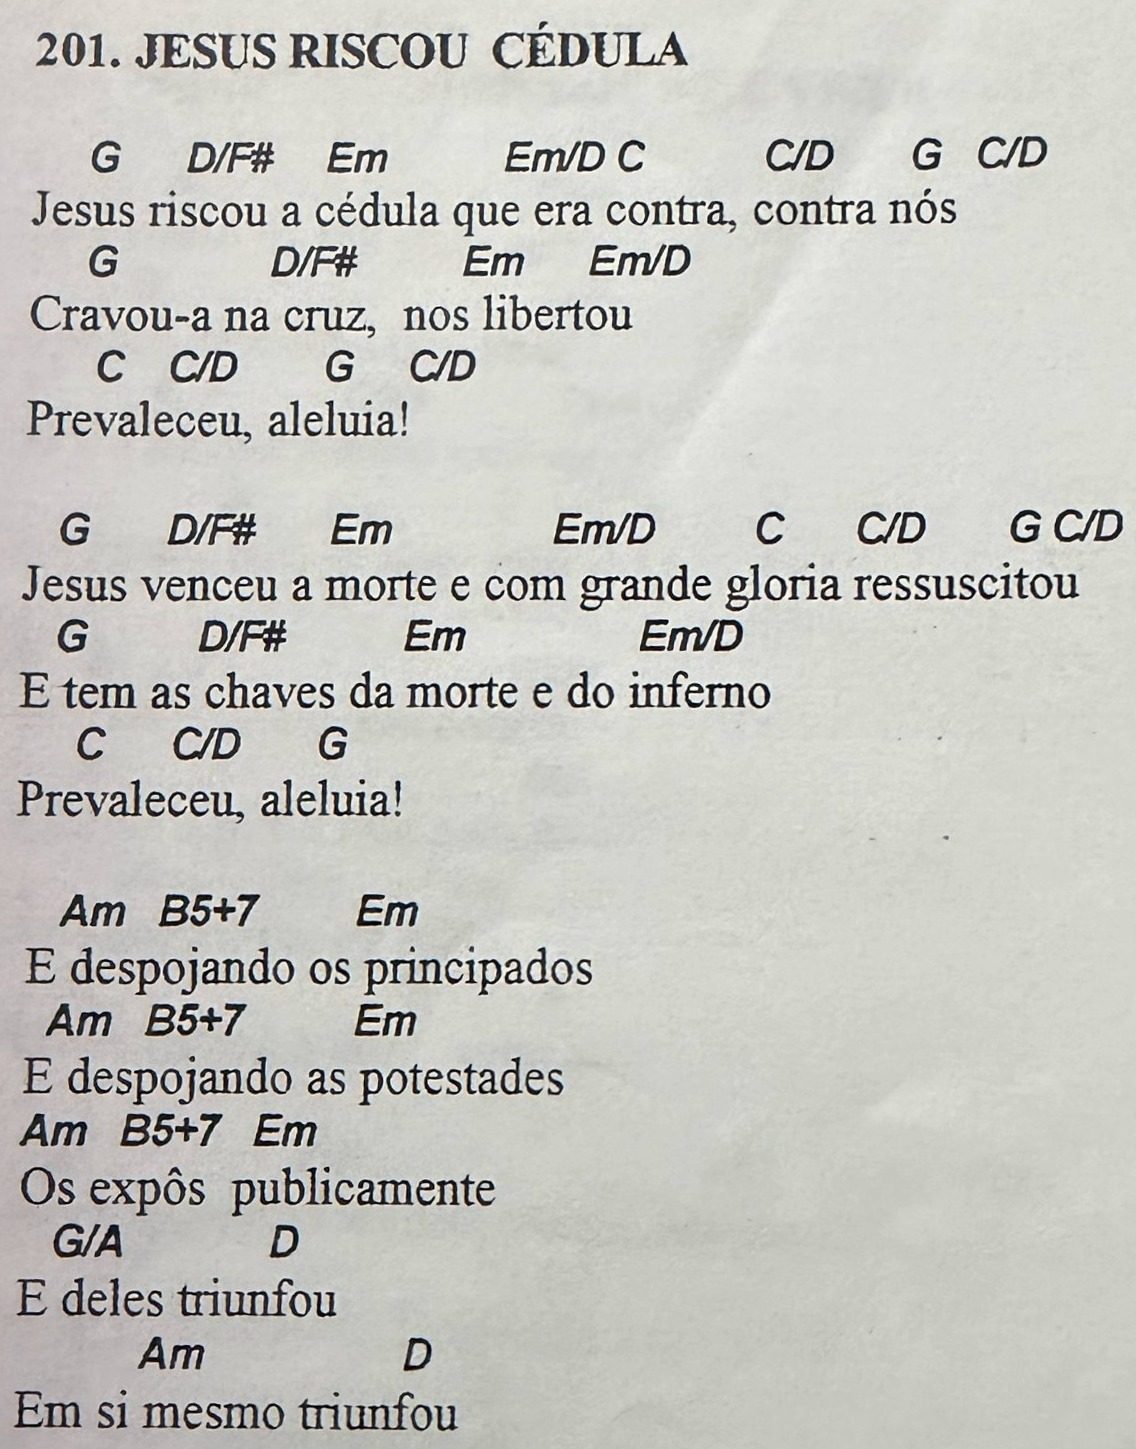 201. JESUS RISCOU CÉDULA
G D/F# Em Em/D C C/D G C/D
Jesus riscou a cédula que era contra, contra nós
G D/F# Em Em/D
Cravou-a na cruz, nos libertou
C C/D G C/D
Prevaleceu, aleluia!
G D/F# Em Em/D C C/D G C/D
Jesus venceu a morte e com grande gloria ressuscitou
G D/F# Em Em/D
E tem as chaves da morte e do inferno
C C/D G
Prevaleceu, aleluia!
Am B5+7 Em
E despojando os principados
Am B5+7 Em
E despojando as potestades
Am B5+7 Em
Os expôs publicamente
G/A D
E deles triunfou
Am D
Em si mesmo triunfou